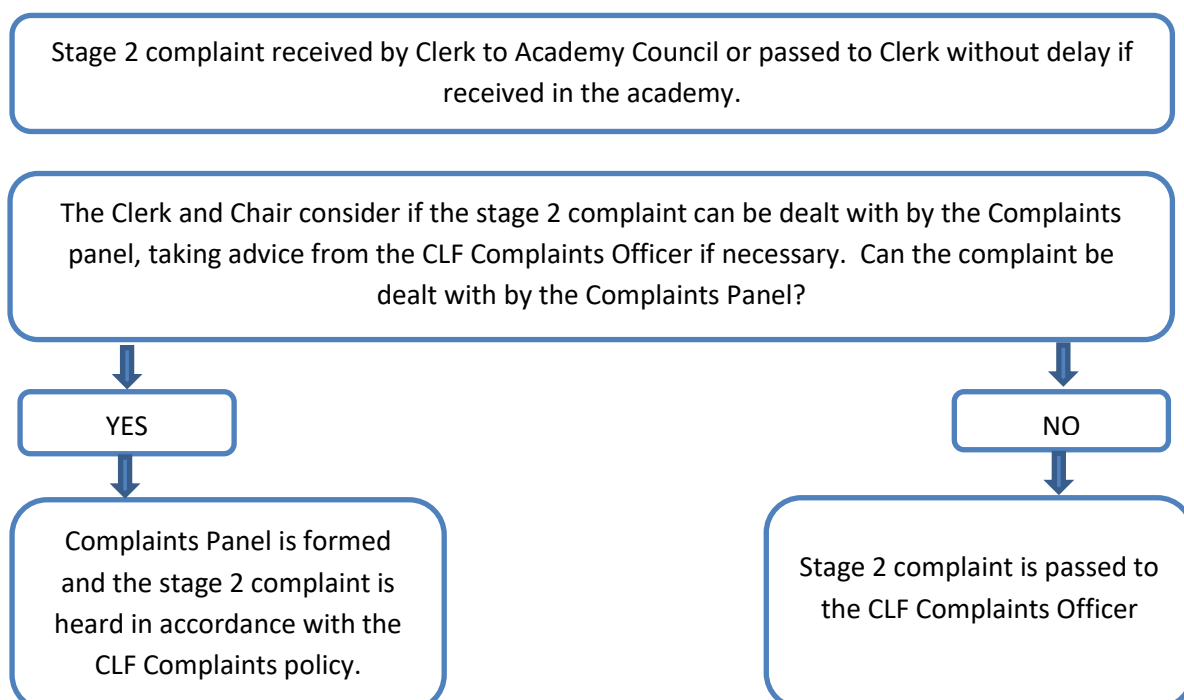 Stage 2 complaint received by Clerk to Academy Council or passed to Clerk without delay if
received in the academy.
The Clerk and Chair consider if the stage 2 complaint can be dealt with by the Complaints
panel, taking advice from the CLF Complaints Officer if necessary.  Can the complaint be
dealt with by the Complaints Panel?
YES
NO
Complaints Panel is formed
and the stage 2 complaint is
heard in accordance with the
CLF Complaints policy.
Stage 2 complaint is passed to
the CLF Complaints Officer